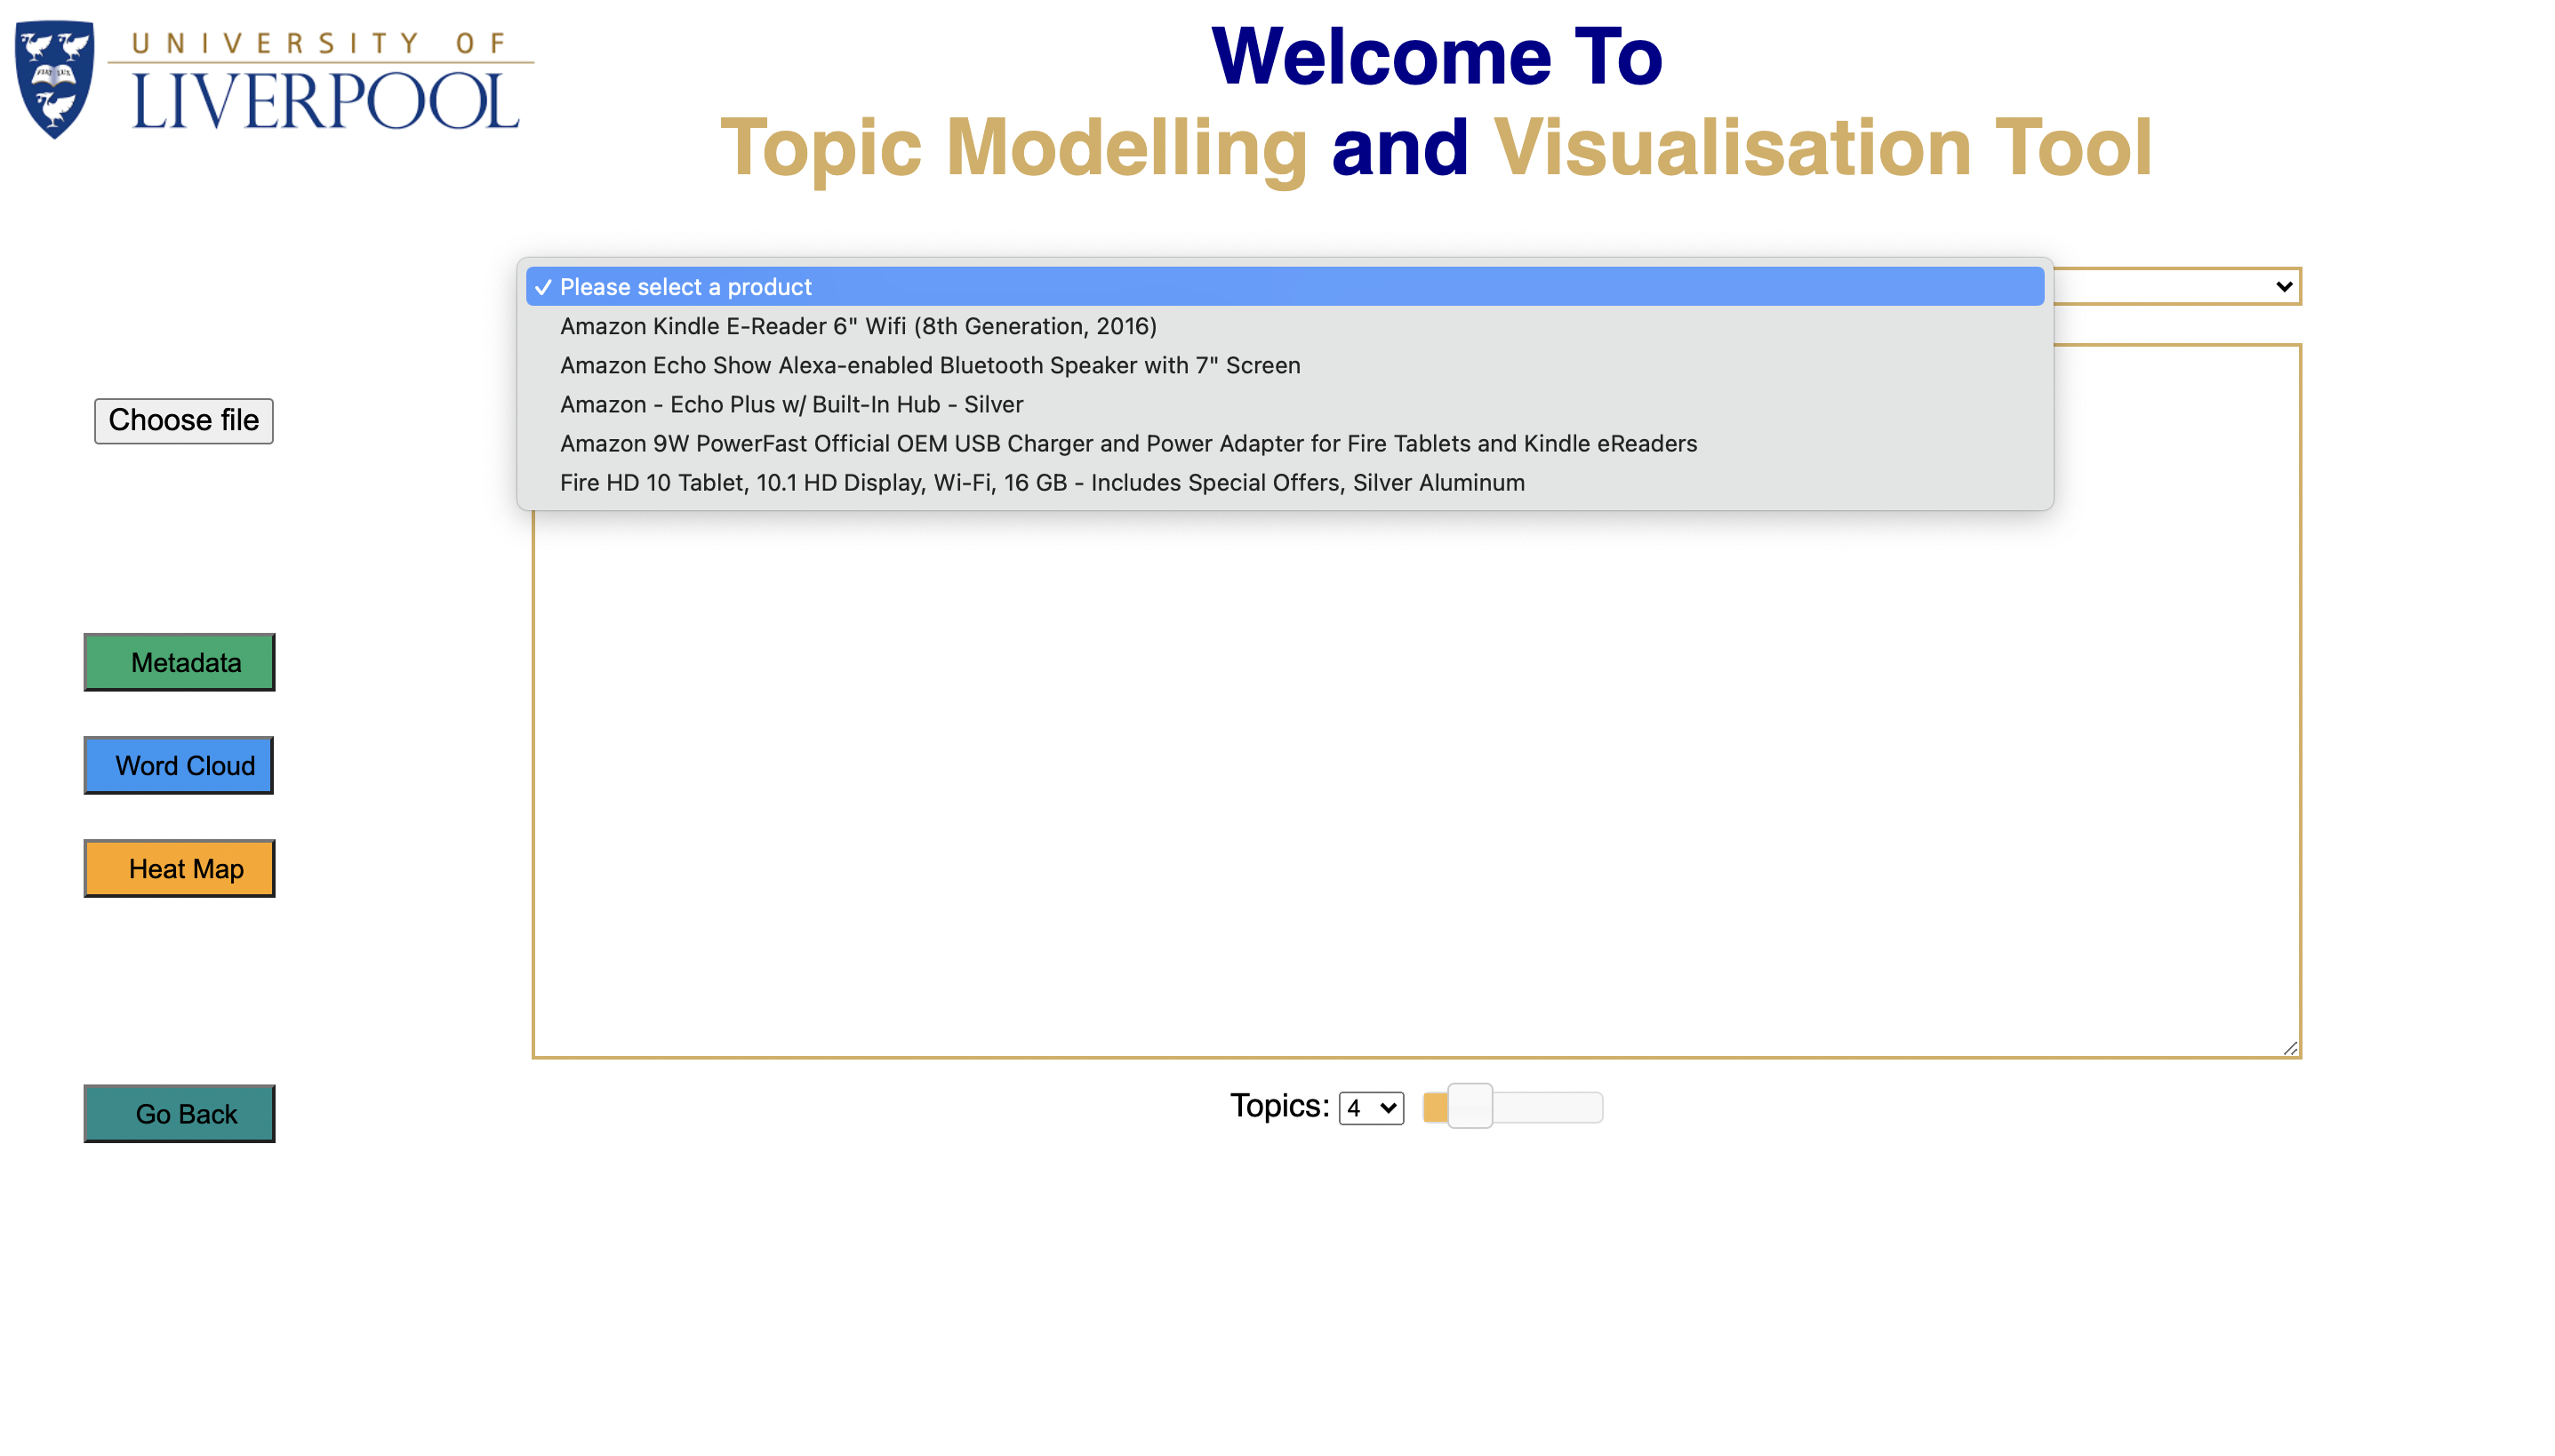 UNIVERSITY OF
LIVERPOOL
FIAT LUX
Welcome To
Topic Modelling and Visualisation Tool
✓ Please select a product
Amazon Kindle E-Reader 6" Wifi (8th Generation, 2016)
Amazon Echo Show Alexa-enabled Bluetooth Speaker with 7" Screen
Amazon - Echo Plus w/ Built-In Hub - Silver
Amazon 9W PowerFast Official OEM USB Charger and Power Adapter for Fire Tablets and Kindle eReaders
Fire HD 10 Tablet, 10.1 HD Display, Wi-Fi, 16 GB - Includes Special Offers, Silver Aluminum
Choose file
Metadata
Word Cloud
Heat Map
Go Back
Topics: 4